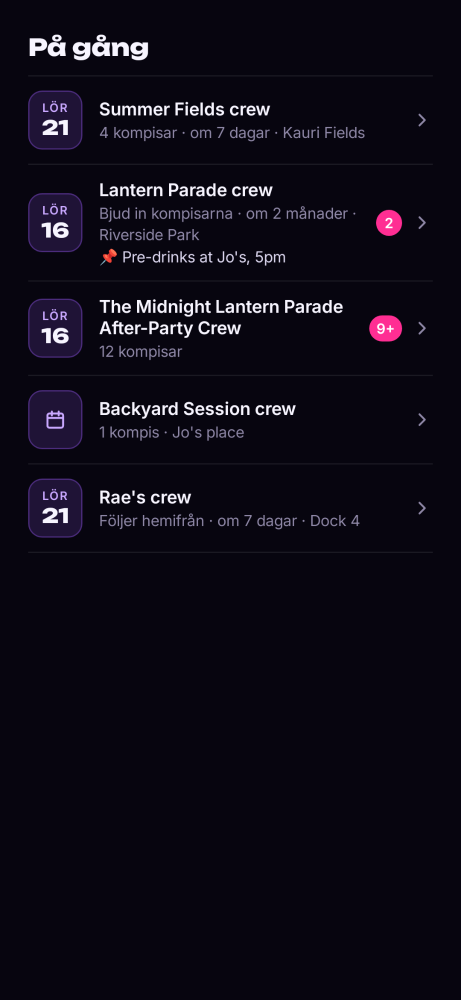 På gång
LÖR
21
Summer Fields crew
4 kompisar · om 7 dagar · Kauri Fields
LÖR
16
Lantern Parade crew
Bjud in kompisarna · om 2 månader ·
Riverside Park
📌 Pre-drinks at Jo's, 5pm
2
LÖR
16
The Midnight Lantern Parade
After-Party Crew
12 kompisar
9+
Backyard Session crew
1 kompis · Jo's place
LÖR
21
Rae's crew
Följer hemifrån · om 7 dagar · Dock 4